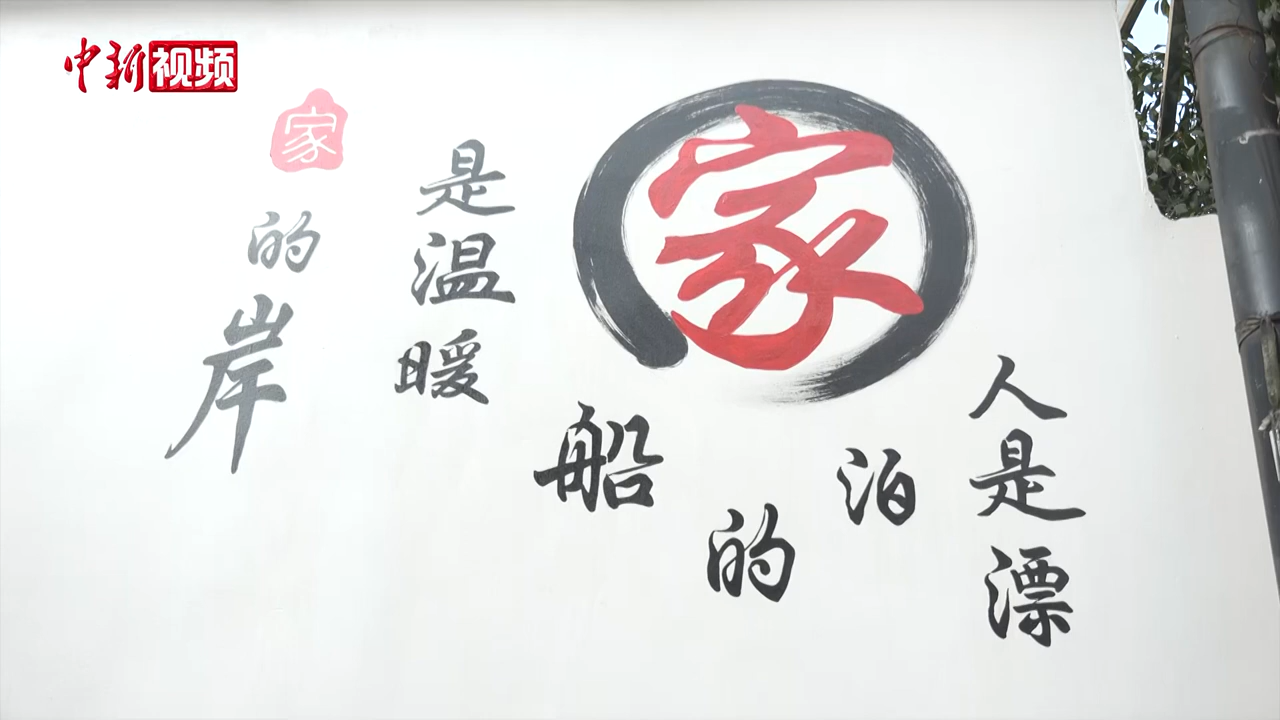 中新视频
人是漂
泊
的
船
家
是温暖
家
的岸